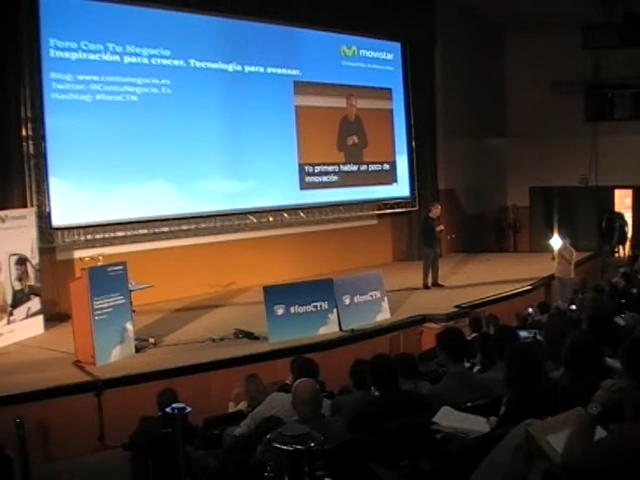 Foro Con Tu Negocio
Inspiración para crecer. Tecnología para avanzar.
Blog: www.contunegocio.es
Twitter: @ContuNegocio_Es
Hashtag: #foroCTN
movistar
Yo primero hablar un poco de
innovación
movistar
#foroCTN
#foroCTN